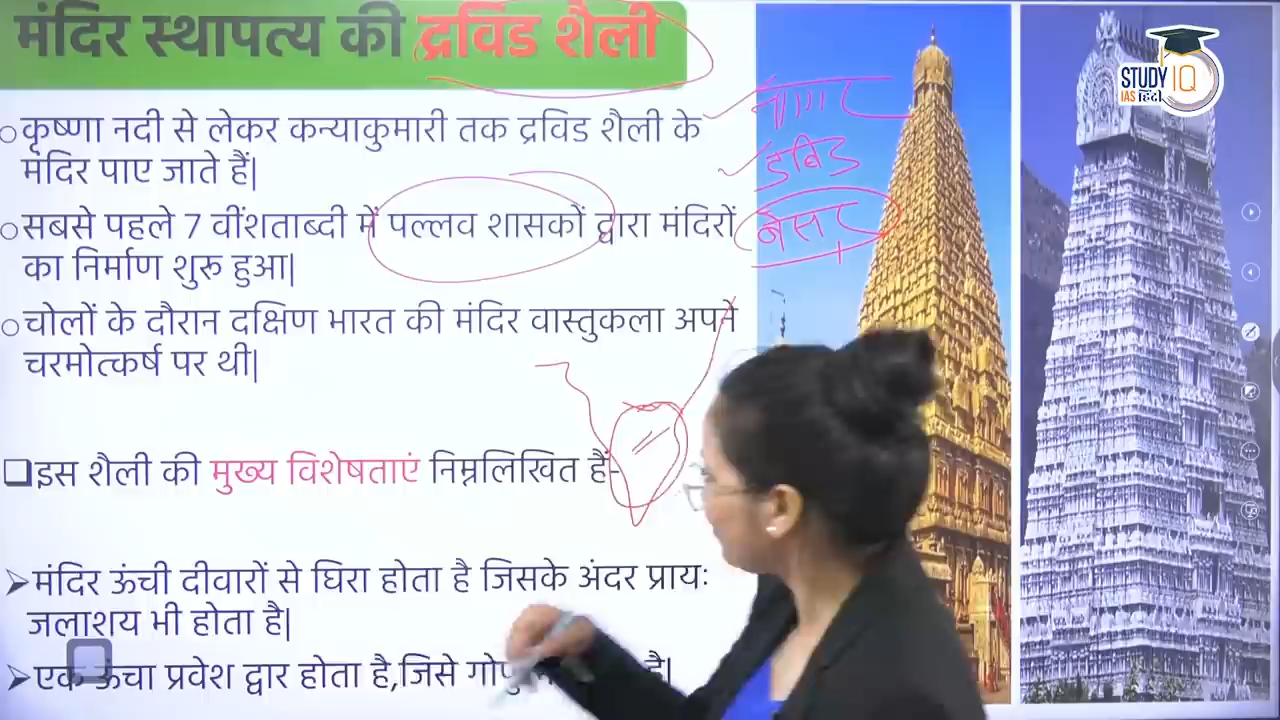 मंदिर स्थापत्य की द्रविड शैली
STUDY IQ
IAS हिंदी
कृष्णा नदी से लेकर कन्याकुमारी तक द्रविड शैली के
मंदिर पाए जाते हैं|
नागर
द्रविड
बेसर
सबसे पहले 7 वींशताब्दी में पल्लव शासकों द्वारा मंदिरों
का निर्माण शुरू हुआ|
चोलों के दौरान दक्षिण भारत की मंदिर वास्तुकला अपने
चरमोत्कर्ष पर थी|
इस शैली की मुख्य विशेषताएं निम्नलिखित हैं-
मंदिर ऊंची दीवारों से घिरा होता है जिसके अंदर प्रायः
जलाशय भी होता है|
एक ऊंचा प्रवेश द्वार होता है,जिसे है|